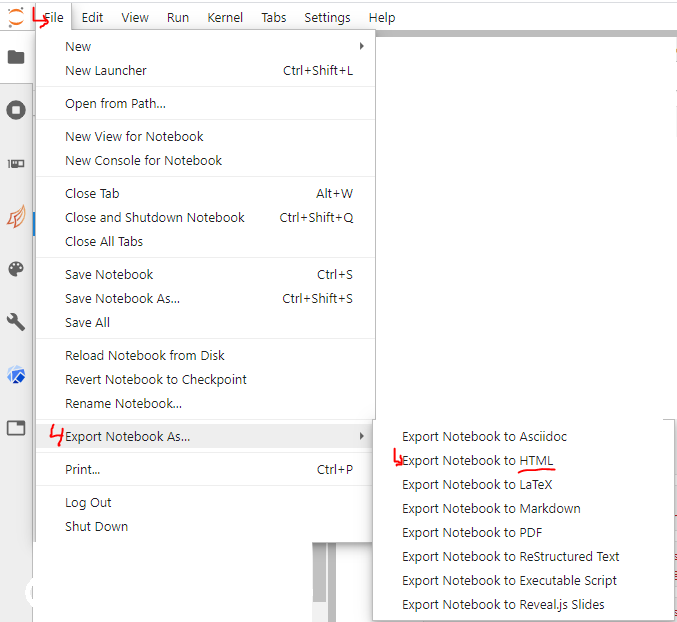 File Edit View Run Kernel Tabs Settings Help
New
New Launcher Ctrl+Shift+L
Open from Path...
New View for Notebook
New Console for Notebook
Close Tab Alt+W
Close and Shutdown Notebook Ctrl+Shift+Q
Close All Tabs
Save Notebook Ctrl+S
Save Notebook As... Ctrl+Shift+S
Save All
Reload Notebook from Disk
Revert Notebook to Checkpoint
Rename Notebook...
Export Notebook As...
Print... Ctrl+P
Log Out
Shut Down
Export Notebook to Asciidoc
Export Notebook to HTML
Export Notebook to LaTeX
Export Notebook to Markdown
Export Notebook to PDF
Export Notebook to ReStructured Text
Export Notebook to Executable Script
Export Notebook to Reveal.js Slides